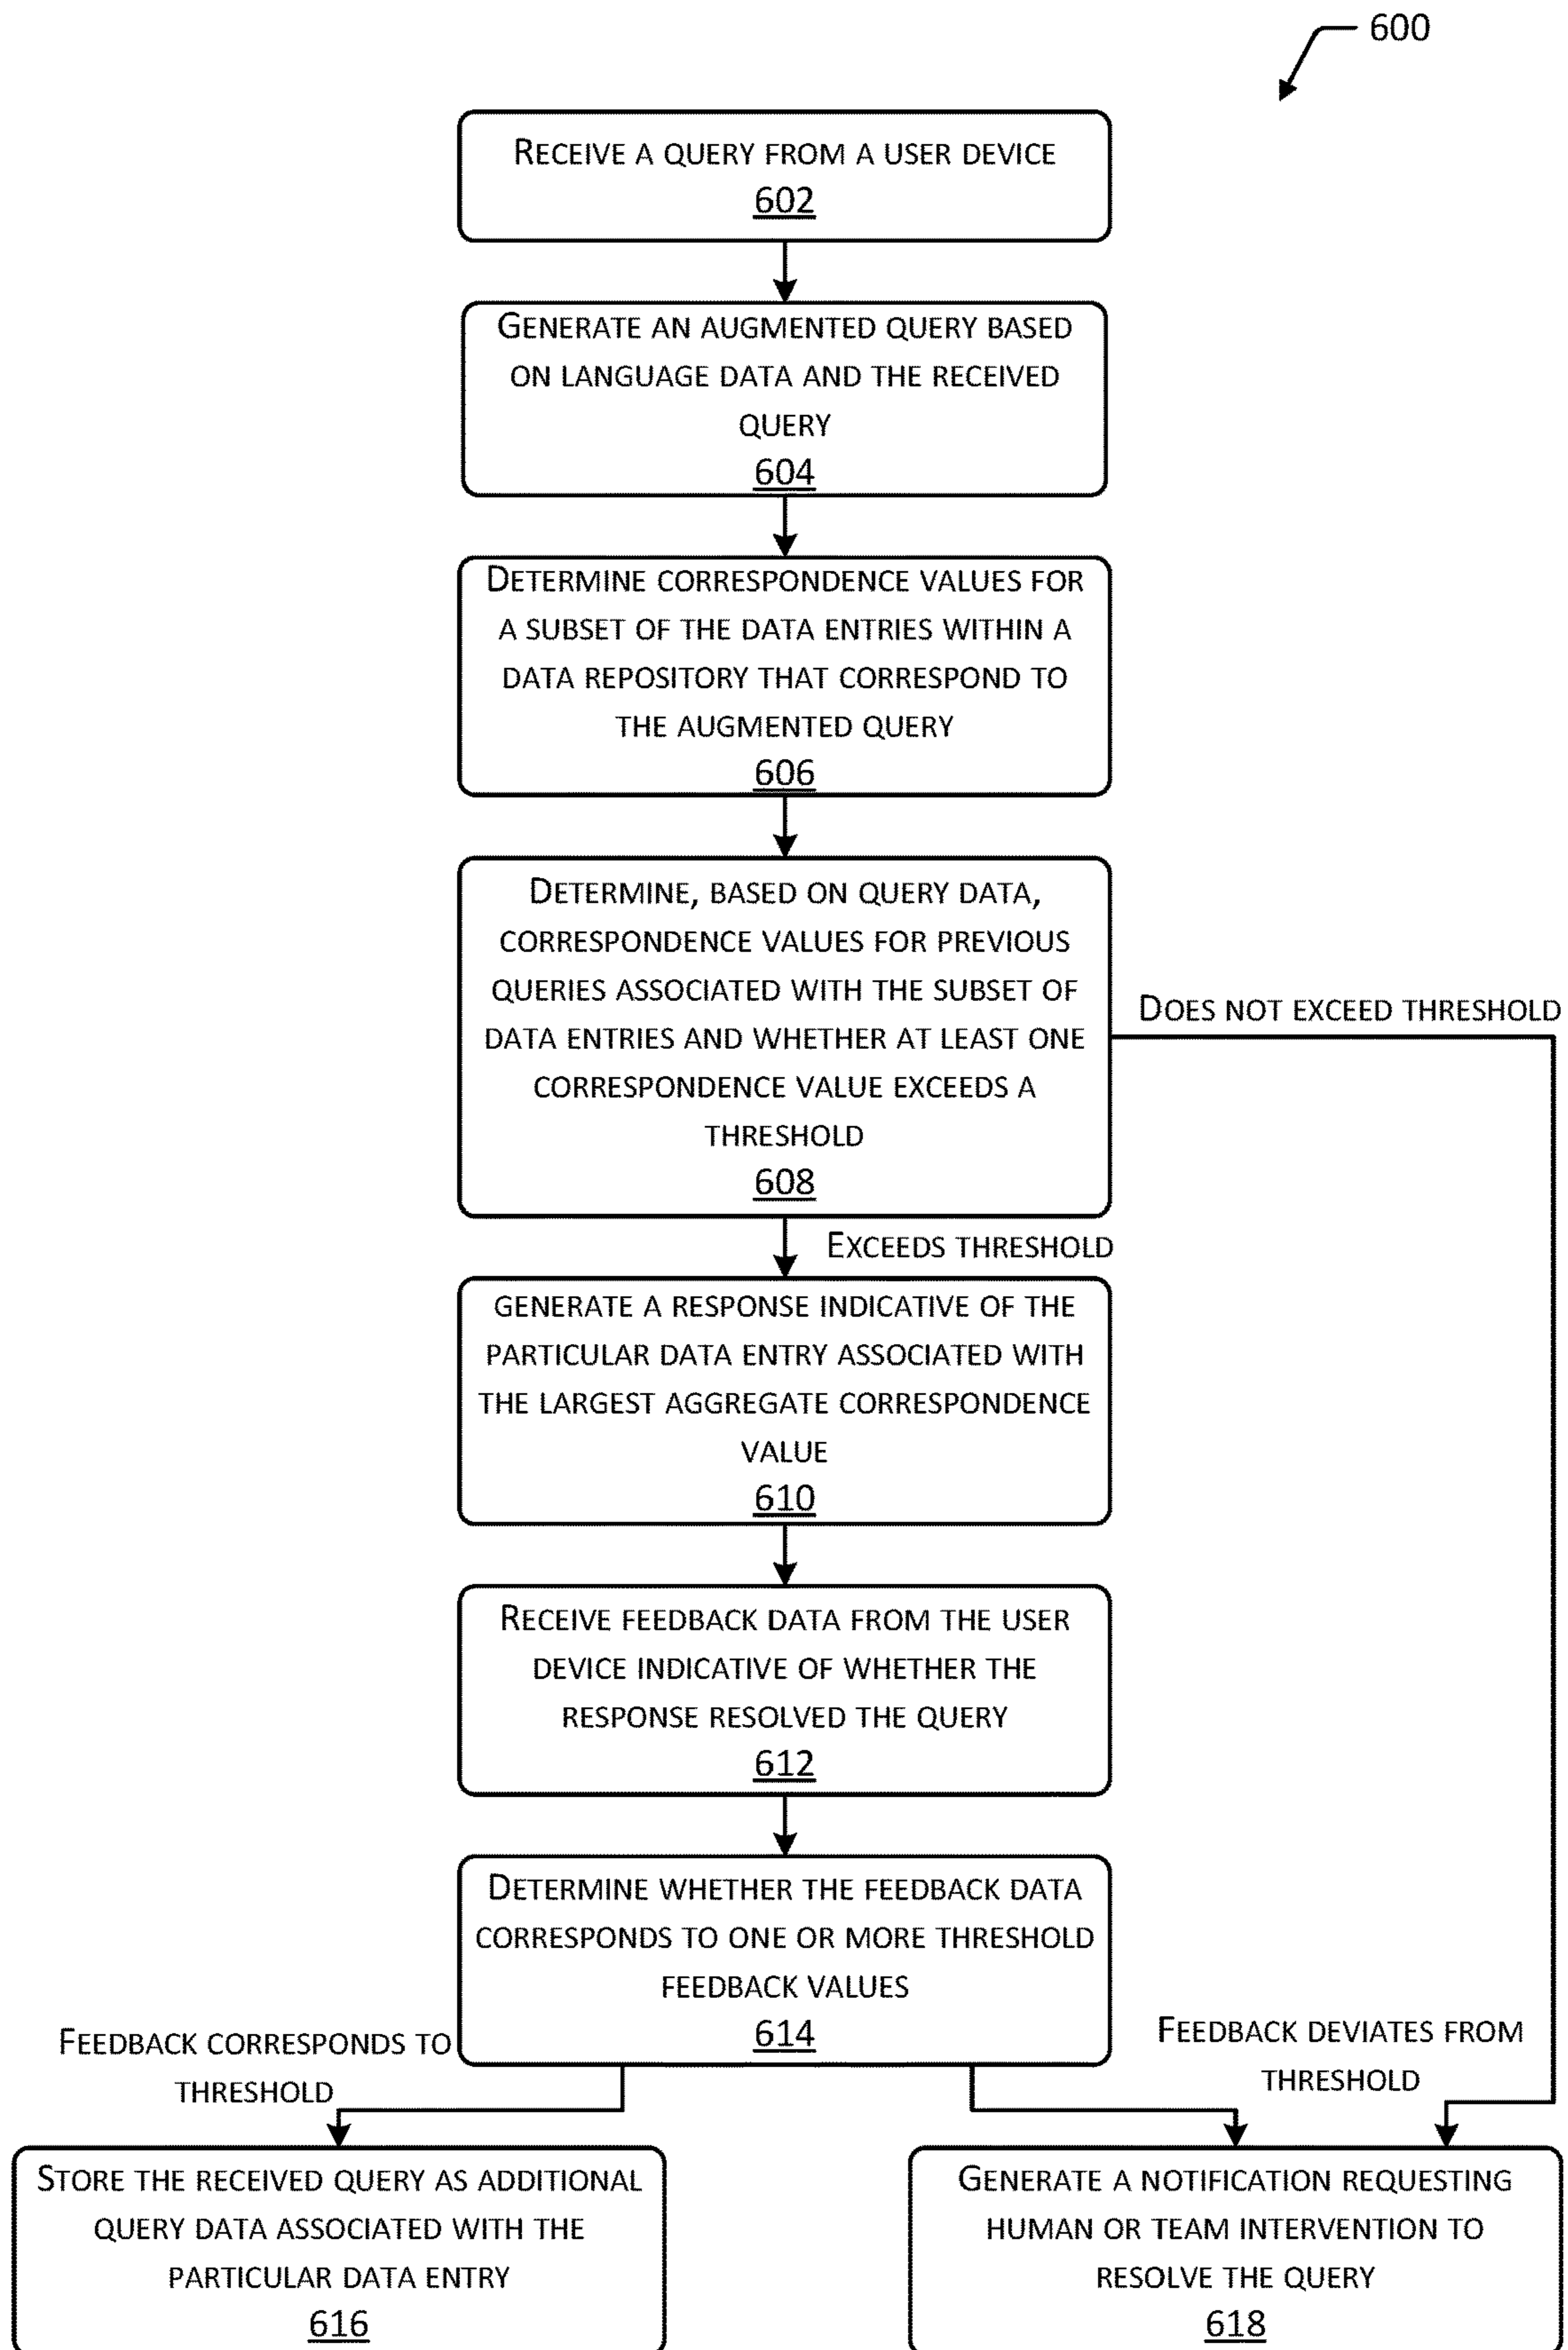 600
RECEIVE A QUERY FROM A USER DEVICE
602
GENERATE AN AUGMENTED QUERY BASED
ON LANGUAGE DATA AND THE RECEIVED
QUERY
604
DETERMINE CORRESPONDENCE VALUES FOR
A SUBSET OF THE DATA ENTRIES WITHIN A
DATA REPOSITORY THAT CORRESPOND TO
THE AUGMENTED QUERY
606
DETERMINE, BASED ON QUERY DATA,
CORRESPONDENCE VALUES FOR PREVIOUS
QUERIES ASSOCIATED WITH THE SUBSET OF
DATA ENTRIES AND WHETHER AT LEAST ONE
CORRESPONDENCE VALUE EXCEEDS A
THRESHOLD
608
DOES NOT EXCEED THRESHOLD
EXCEEDS THRESHOLD
GENERATE A RESPONSE INDICATIVE OF THE
PARTICULAR DATA ENTRY ASSOCIATED WITH
THE LARGEST AGGREGATE CORRESPONDENCE
VALUE
610
RECEIVE FEEDBACK DATA FROM THE USER
DEVICE INDICATIVE OF WHETHER THE
RESPONSE RESOLVED THE QUERY
612
DETERMINE WHETHER THE FEEDBACK DATA
CORRESPONDS TO ONE OR MORE THRESHOLD
FEEDBACK VALUES
614
FEEDBACK CORRESPONDS TO
THRESHOLD
FEEDBACK DEVIATES FROM
THRESHOLD
STORE THE RECEIVED QUERY AS ADDITIONAL
QUERY DATA ASSOCIATED WITH THE
PARTICULAR DATA ENTRY
616
GENERATE A NOTIFICATION REQUESTING
HUMAN OR TEAM INTERVENTION TO
RESOLVE THE QUERY
618